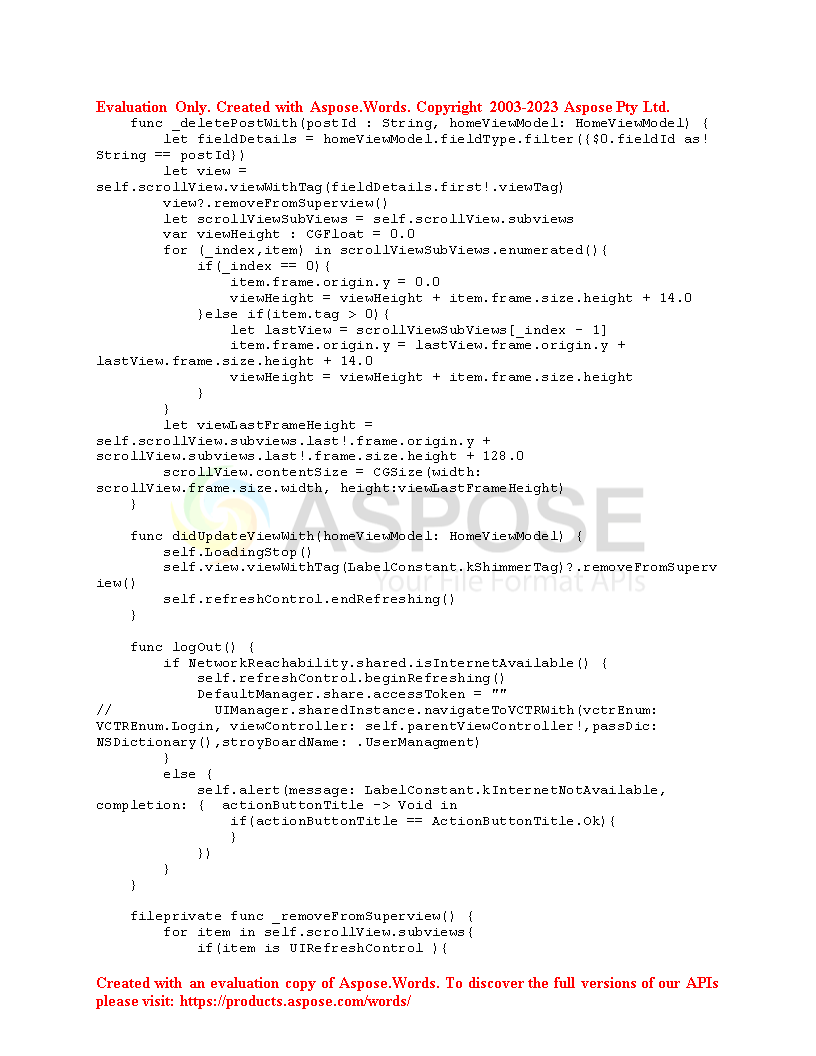 Evaluation Only. Created with Aspose.Words. Copyright 2003-2023 Aspose Pty Ltd.
    func _deletePostWith(postId : String, homeViewModel: HomeViewModel) {
        let fieldDetails = homeViewModel.fieldType.filter({$0.fieldId as!
String == postId})
        let view =
self.scrollView.viewWithTag(fieldDetails.first!.viewTag)
        view?.removeFromSuperview()
        let scrollViewSubViews = self.scrollView.subviews
        var viewHeight : CGFloat = 0.0
        for (_index,item) in scrollViewSubViews.enumerated(){
            if(_index == 0){
                item.frame.origin.y = 0.0
                viewHeight = viewHeight + item.frame.size.height + 14.0
            }else if(item.tag > 0){
                let lastView = scrollViewSubViews[_index - 1]
                item.frame.origin.y = lastView.frame.origin.y +
lastView.frame.size.height + 14.0
                viewHeight = viewHeight + item.frame.size.height
            }
        }
        let viewLastFrameHeight =
self.scrollView.subviews.last!.frame.origin.y +
scrollView.subviews.last!.frame.size.height + 128.0
        scrollView.contentSize = CGSize(width:
scrollView.frame.size.width, height:viewLastFrameHeight)
    }
ASPOSE
    func didUpdateViewWith(homeViewModel: HomeViewModel) {
        self.LoadingStop()
        self.view.viewWithTag(LabelConstant.kShimmerTag)?.removeFromSuperv
iew()
Your File Format APIs
        self.refreshControl.endRefreshing()
    }
    func logOut() {
        if NetworkReachability.shared.isInternetAvailable() {
            self.refreshControl.beginRefreshing()
            DefaultManager.share.accessToken = ""
//            UIManager.sharedInstance.navigateToVCTRWith(vctrEnum:
VCTREnum.Login, viewController: self.parentViewController!,passDic:
NSDictionary(),stroyBoardName: .UserManagment)
        }
        else {
            self.alert(message: LabelConstant.kInternetNotAvailable,
completion: {  actionButtonTitle -> Void in
                if(actionButtonTitle == ActionButtonTitle.Ok){
                }
            })
        }
    }
    fileprivate func _removeFromSuperview() {
        for item in self.scrollView.subviews{
            if(item is UIRefreshControl ){
Created with an evaluation copy of Aspose.Words. To discover the full versions of our APIs
please visit: https://products.aspose.com/words/